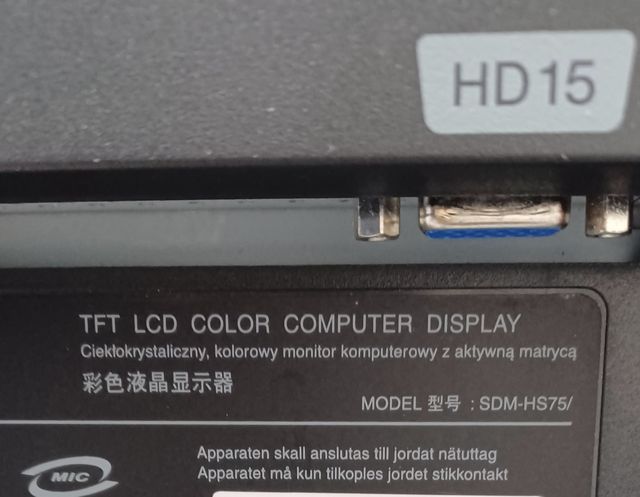 HD15
TFT LCD COLOR COMPUTER DISPLAY
Ciekłokrystaliczny, kolorowy monitor komputerowy z aktywną matrycą
彩色液晶显示器
MODEL 型号 : SDM-HS75/
Apparaten skall anslutas till jordat nätuttag
Apparatet må kun tilkoples jordet stikkontakt
MIC